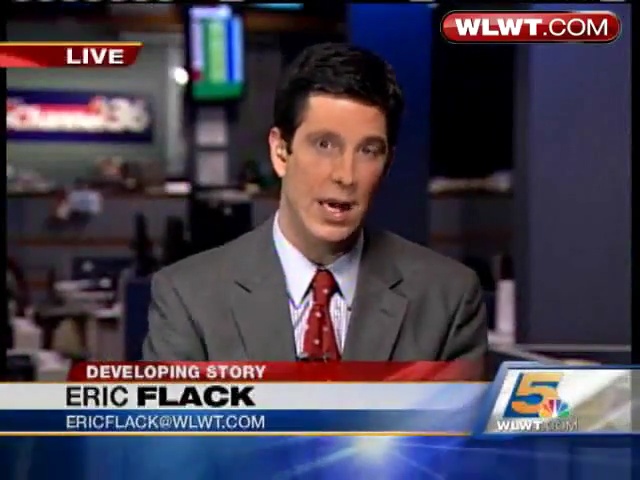 WLWT.COM
LIVE
DEVELOPING STORY
ERIC FLACK
ERICFLACK@WLWT.COM
5
WLWT.COM